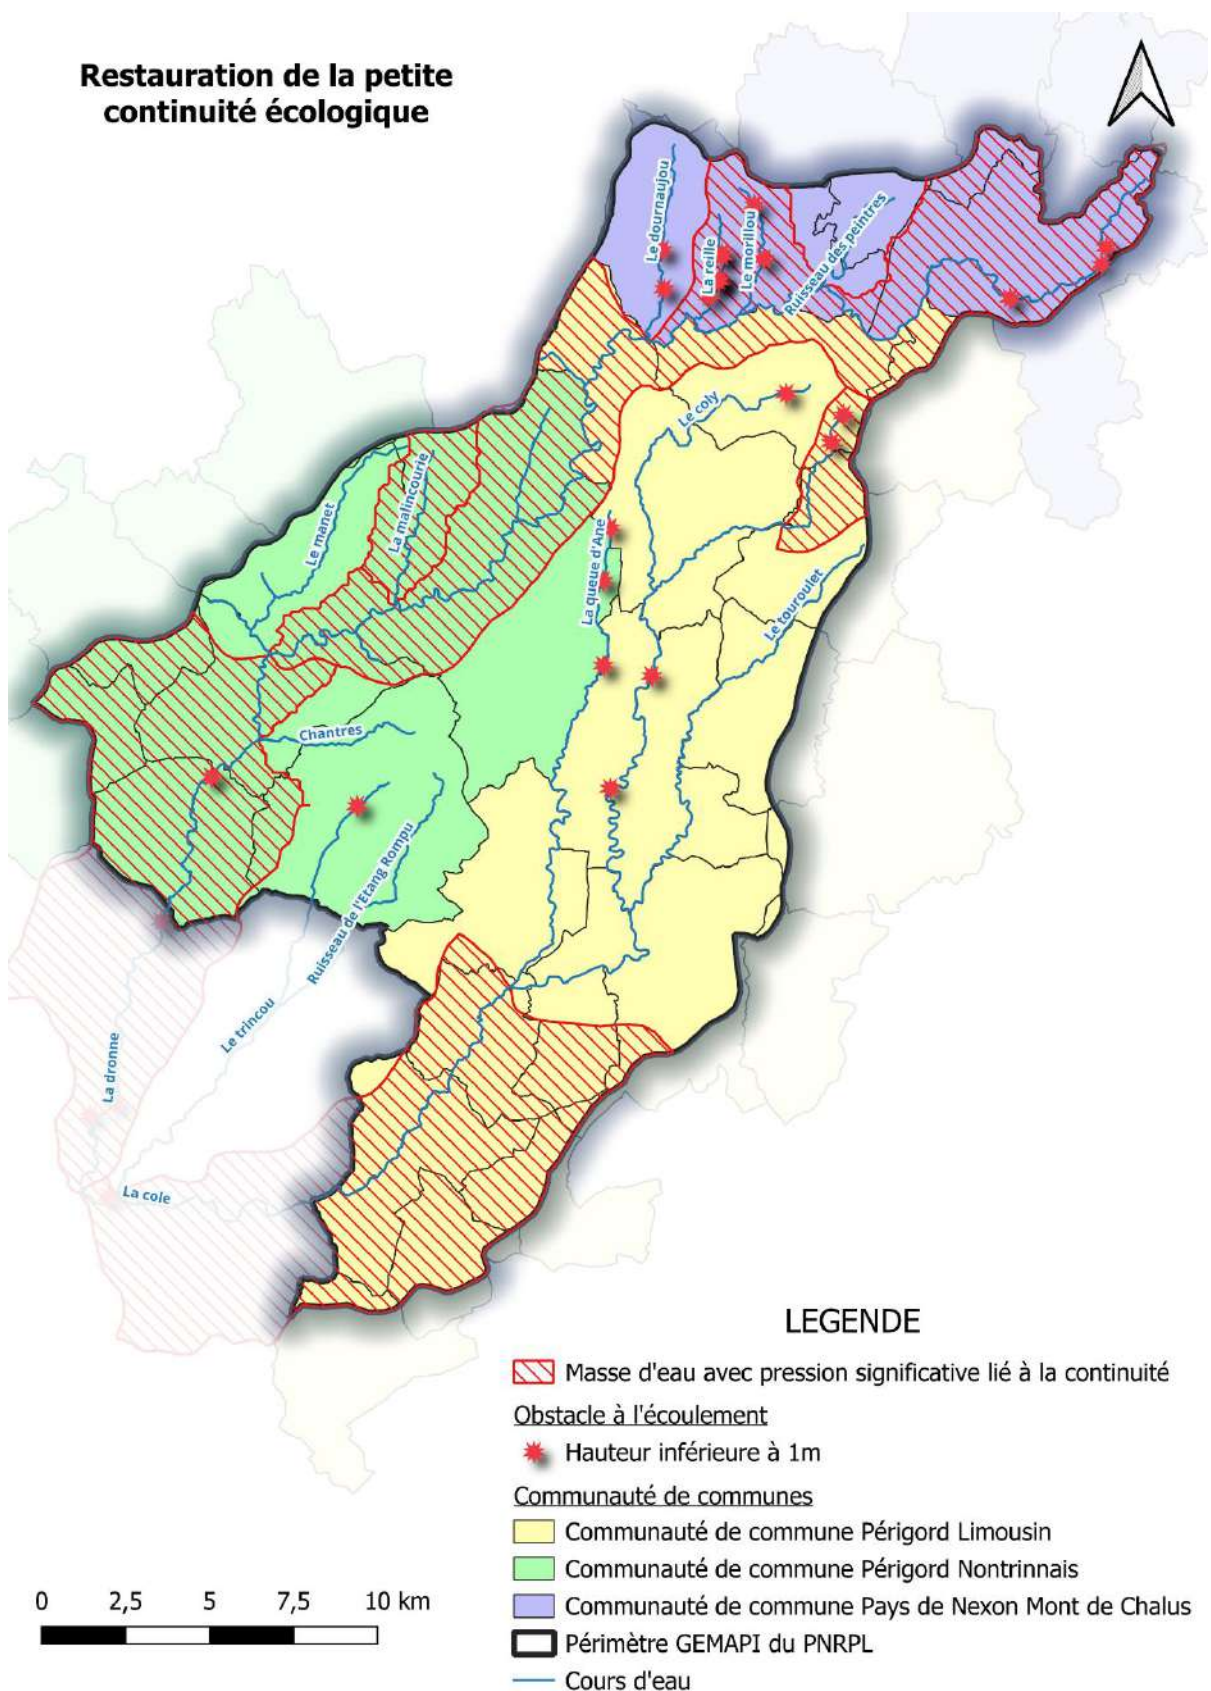 Restauration de la petite
continuité écologique
Le dournaujou
La reille
Le morillou
Ruisseau des peintres
Le coly
Le manet
La malincourie
La queue d'Ane
Le touroulet
Chantres
Ruisseau de l'Etang Rompu
Le trincou
La dronne
La cole
LEGENDE
Masse d'eau avec pression significative lié à la continuité
Obstacle à l'écoulement
Hauteur inférieure à 1m
Communauté de communes
Communauté de commune Périgord Limousin
Communauté de commune Périgord Nontrinnais
Communauté de commune Pays de Nexon Mont de Chalus
Périmètre GEMAPI du PNRPL
Cours d'eau
0 2,5 5 7,5 10 km